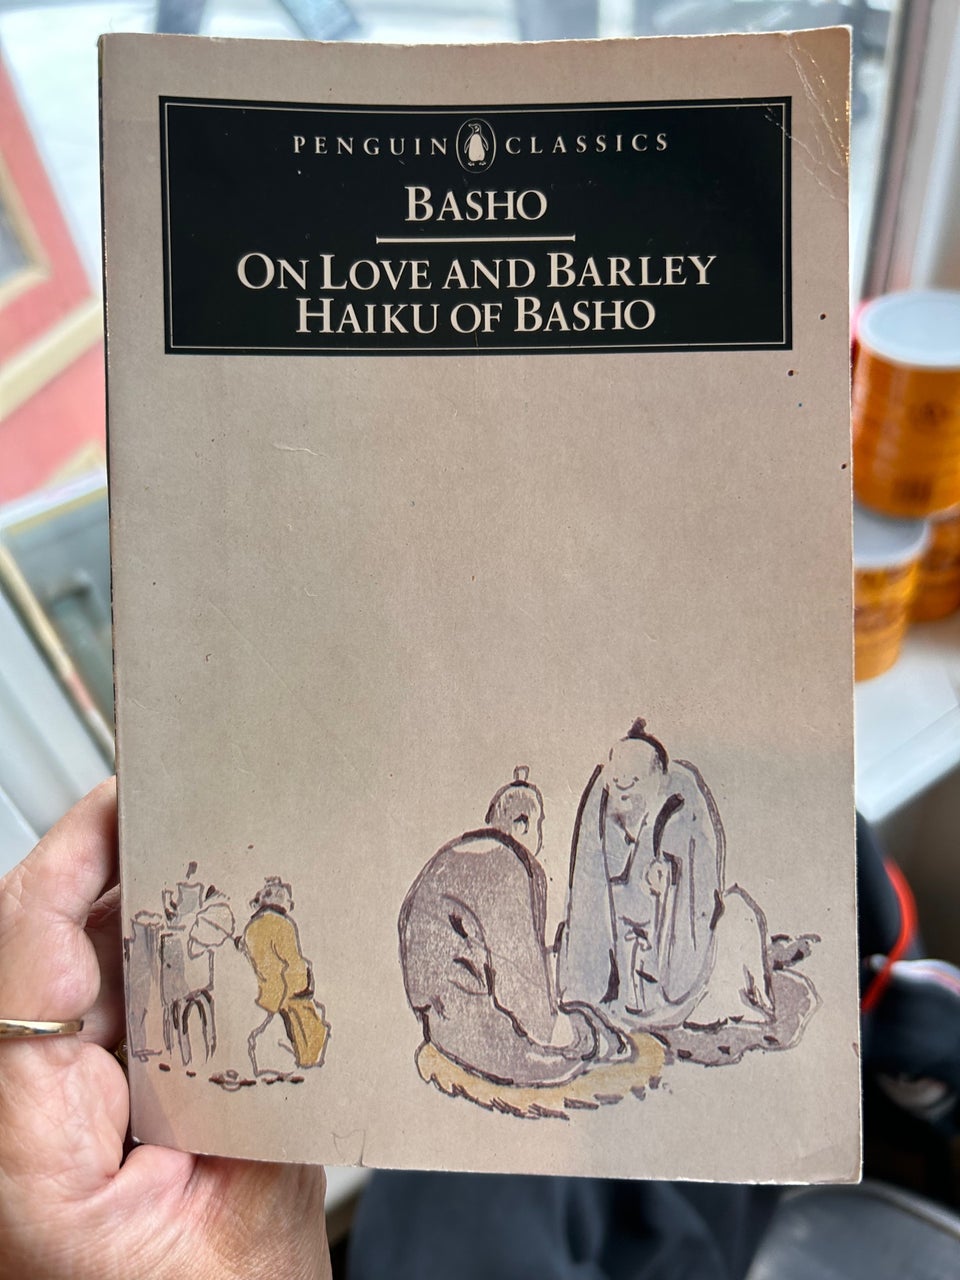 PENGUIN CLASSICS
BASHO
ON LOVE AND BARLEY
HAIKU OF BASHO